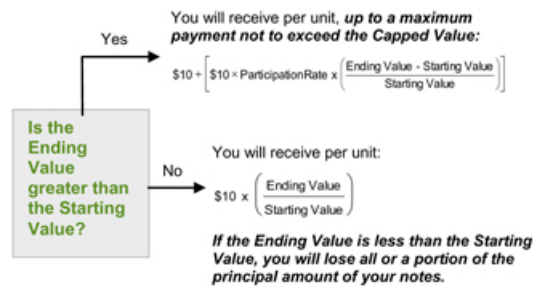 You will receive per unit, up to a maximum
payment not to exceed the Capped Value:
Yes
$10 + [$10 × Participation Rate x (Ending Value - Starting Value / Starting Value)]
Is the
Ending
Value
greater than
the Starting
Value?
No
You will receive per unit:
$10 x (Ending Value / Starting Value)
If the Ending Value is less than the Starting
Value, you will lose all or a portion of the
principal amount of your notes.